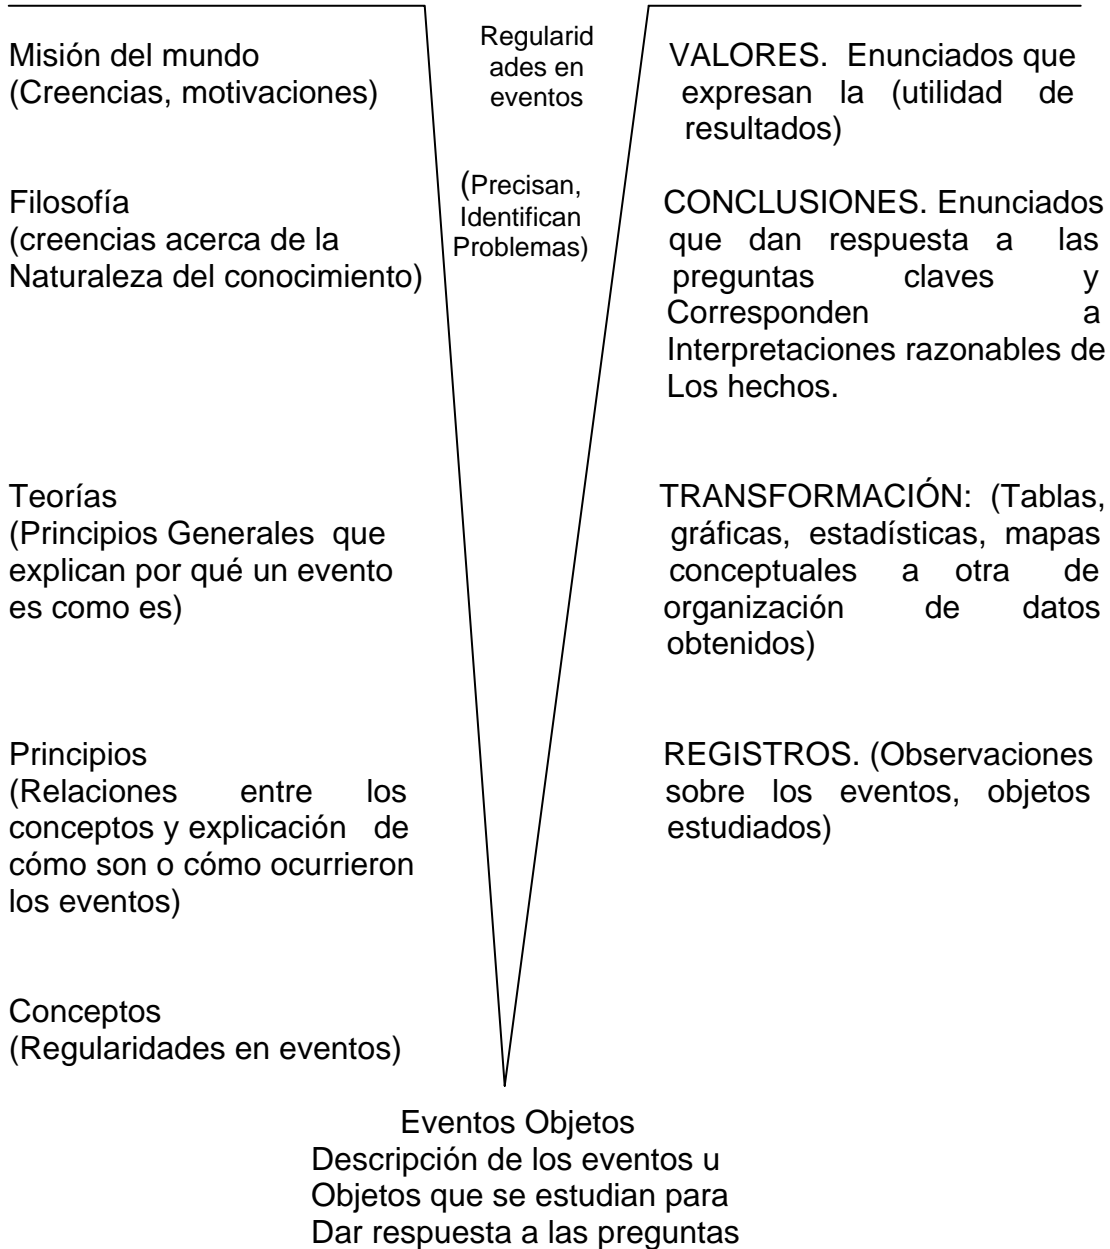 Misión del mundo
(Creencias, motivaciones)
Filosofía
(creencias acerca de la
Naturaleza del conocimiento)
Teorías
(Principios Generales que
explican por qué un evento
es como es)
Principios
(Relaciones entre los
conceptos y explicación de
cómo son o cómo ocurrieron
los eventos)
Conceptos
(Regularidades en eventos)
Regularid
ades en
eventos
(Precisan,
Identifican
Problemas)
VALORES. Enunciados que
expresan la (utilidad de
resultados)
CONCLUSIONES. Enunciados
que dan respuesta a las
preguntas claves y
Corresponden a
Interpretaciones razonables de
Los hechos.
TRANSFORMACIÓN: (Tablas,
gráficas, estadísticas, mapas
conceptuales a otra de
organización de datos
obtenidos)
REGISTROS. (Observaciones
sobre los eventos, objetos
estudiados)
Eventos Objetos
Descripción de los eventos u
Objetos que se estudian para
Dar respuesta a las preguntas